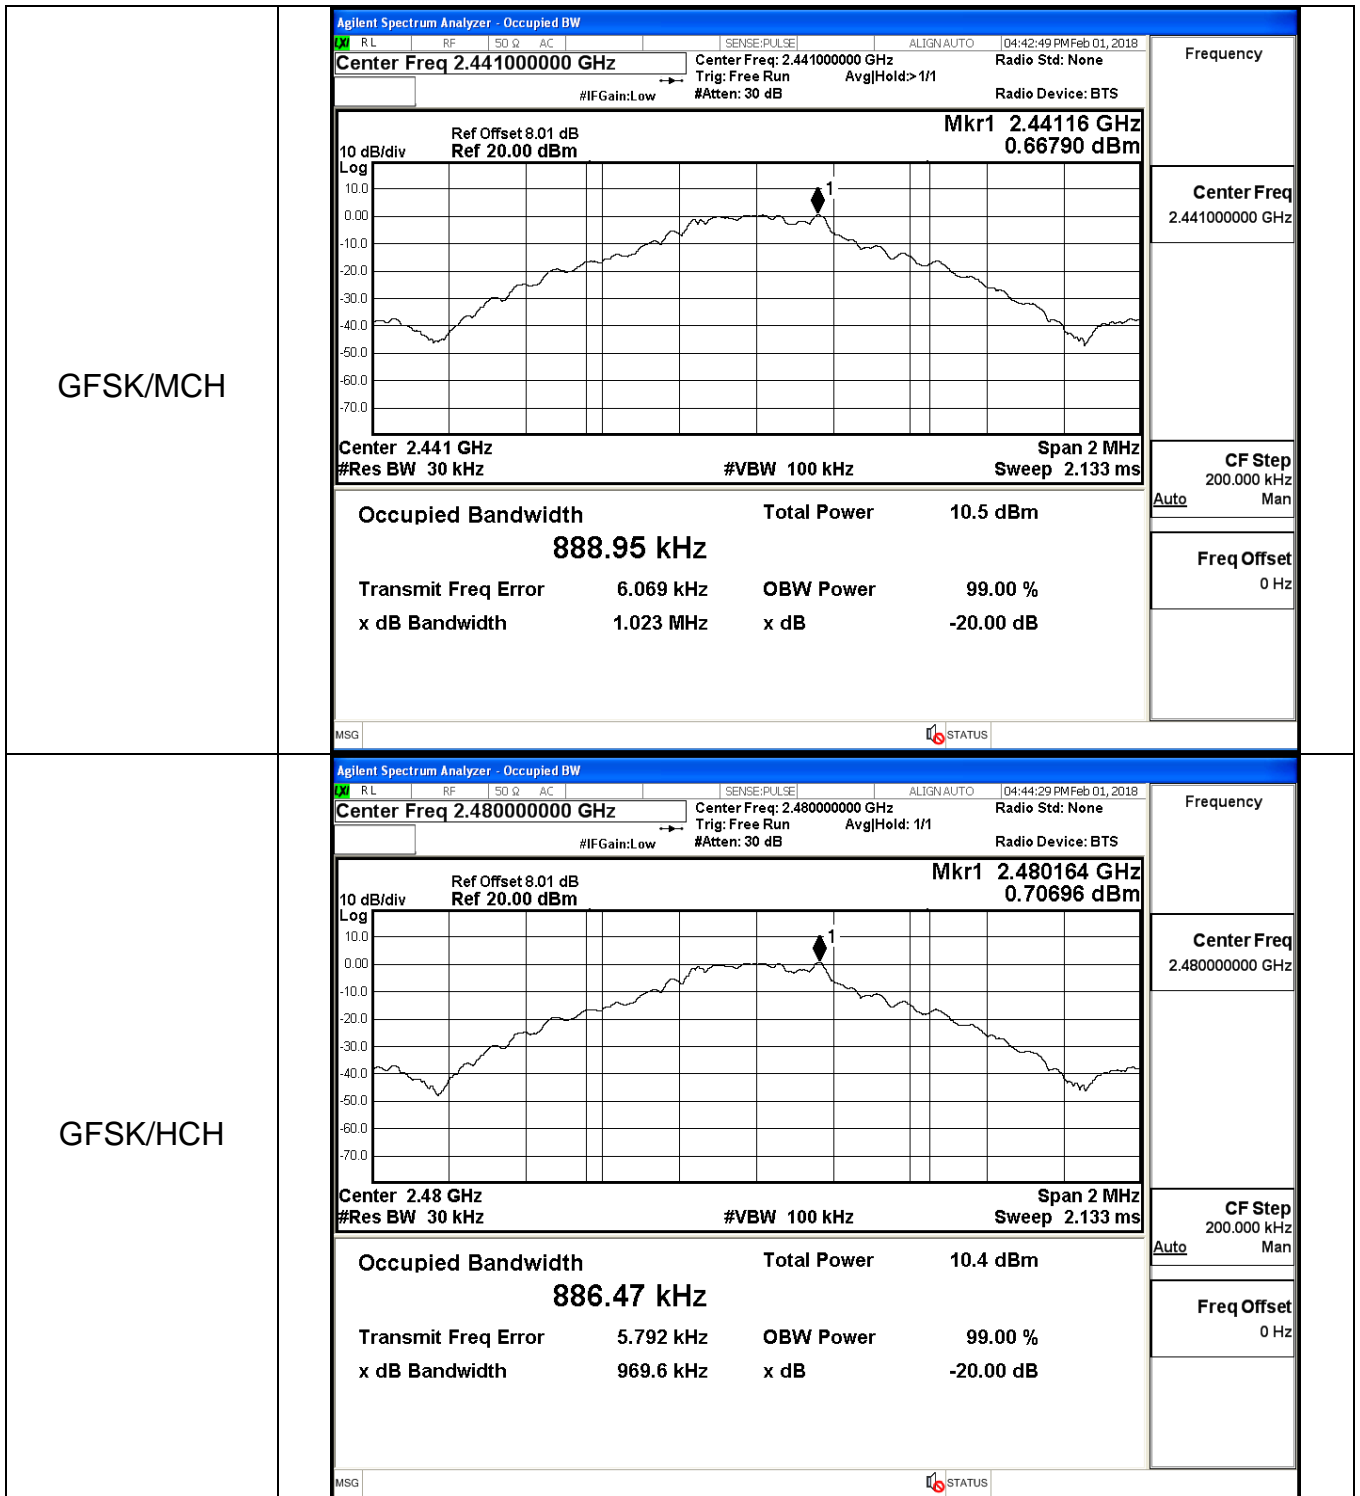 GFSK/MCH
Agilent Spectrum Analyzer - Occupied BW
LXI RL RF 50 Ω AC SENSE:PULSE ALIGN AUTO 04:42:49 PM Feb 01, 2018
Center Freq 2.441000000 GHz
Center Freq: 2.441000000 GHz Radio Std: None
Trig: Free Run Avg|Hold:>1/1
#IFGain:Low #Atten: 30 dB Radio Device: BTS
Mkr1 2.44116 GHz
0.66790 dBm
Ref Offset 8.01 dB
10 dB/div Ref 20.00 dBm
Log
10.0
0.00
-10.0
-20.0
-30.0
-40.0
-50.0
-60.0
-70.0
1
Center 2.441 GHz Span 2 MHz
#Res BW 30 kHz #VBW 100 kHz Sweep 2.133 ms
Occupied Bandwidth Total Power 10.5 dBm
888.95 kHz
Transmit Freq Error 6.069 kHz OBW Power 99.00 %
x dB Bandwidth 1.023 MHz x dB -20.00 dB
MSG STATUS
Frequency
Center Freq
2.441000000 GHz
CF Step
200.000 kHz
Auto Man
Freq Offset
0 Hz
GFSK/HCH
Agilent Spectrum Analyzer - Occupied BW
LXI RL RF 50 Ω AC SENSE:PULSE ALIGN AUTO 04:44:29 PM Feb 01, 2018
Center Freq 2.480000000 GHz
Center Freq: 2.480000000 GHz Radio Std: None
Trig: Free Run Avg|Hold: 1/1
#IFGain:Low #Atten: 30 dB Radio Device: BTS
Mkr1 2.480164 GHz
0.70696 dBm
Ref Offset 8.01 dB
10 dB/div Ref 20.00 dBm
Log
10.0
0.00
-10.0
-20.0
-30.0
-40.0
-50.0
-60.0
-70.0
1
Center 2.48 GHz Span 2 MHz
#Res BW 30 kHz #VBW 100 kHz Sweep 2.133 ms
Occupied Bandwidth Total Power 10.4 dBm
886.47 kHz
Transmit Freq Error 5.792 kHz OBW Power 99.00 %
x dB Bandwidth 969.6 kHz x dB -20.00 dB
MSG STATUS
Frequency
Center Freq
2.480000000 GHz
CF Step
200.000 kHz
Auto Man
Freq Offset
0 Hz